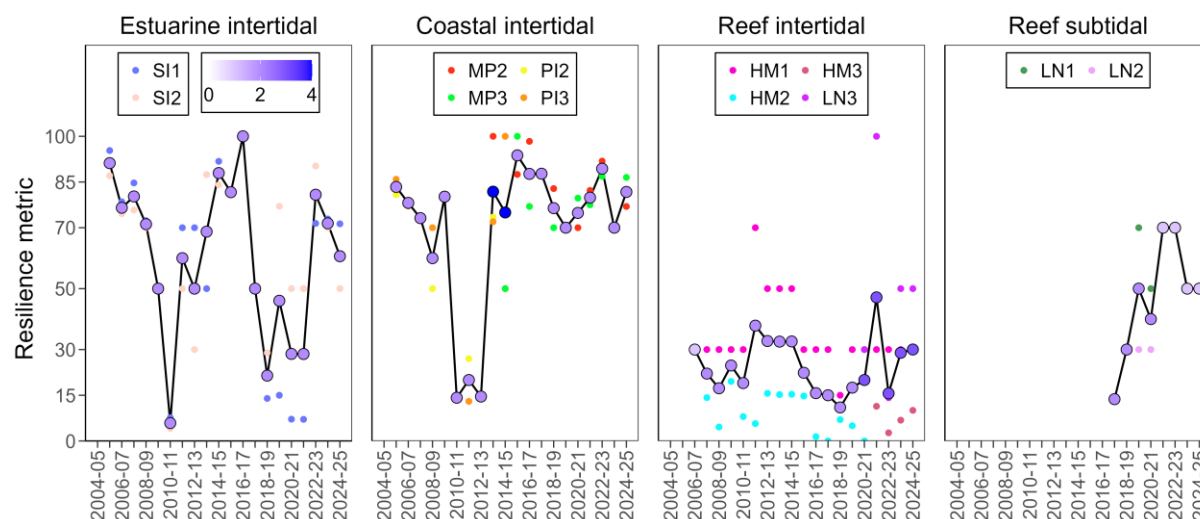 Estuarine intertidal
Coastal intertidal
Reef intertidal
Reef subtidal
SI1
SI2
0 2 4
MP2 PI2
MP3 PI3
HM1 HM3
HM2 LN3
LN1 LN2
Resilience metric
100
85
70
50
30
15
0
2004-05 2006-07 2008-09 2010-11 2012-13 2014-15 2016-17 2018-19 2020-21 2022-23 2024-25
2004-05 2006-07 2008-09 2010-11 2012-13 2014-15 2016-17 2018-19 2020-21 2022-23 2024-25
2004-05 2006-07 2008-09 2010-11 2012-13 2014-15 2016-17 2018-19 2020-21 2022-23 2024-25
2004-05 2006-07 2008-09 2010-11 2012-13 2014-15 2016-17 2018-19 2020-21 2022-23 2024-25